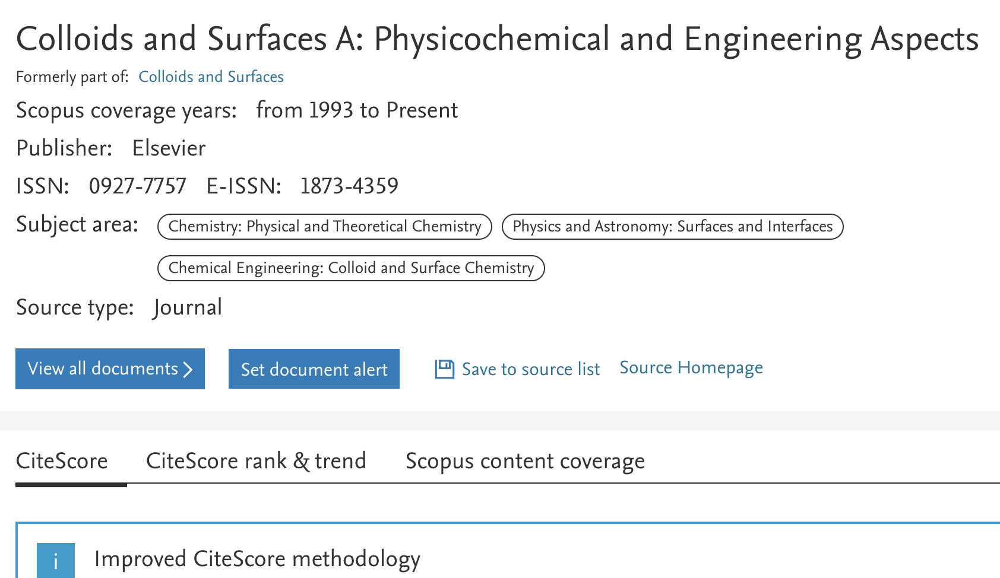 Colloids and Surfaces A: Physicochemical and Engineering Aspects
Formerly part of: Colloids and Surfaces
Scopus coverage years: from 1993 to Present
Publisher: Elsevier
ISSN: 0927-7757 E-ISSN: 1873-4359
Subject area: Chemistry: Physical and Theoretical Chemistry Physics and Astronomy: Surfaces and Interfaces
Chemical Engineering: Colloid and Surface Chemistry
Source type: Journal
View all documents Set document alert Save to source list Source Homepage
CiteScore CiteScore rank & trend Scopus content coverage
i Improved CiteScore methodology